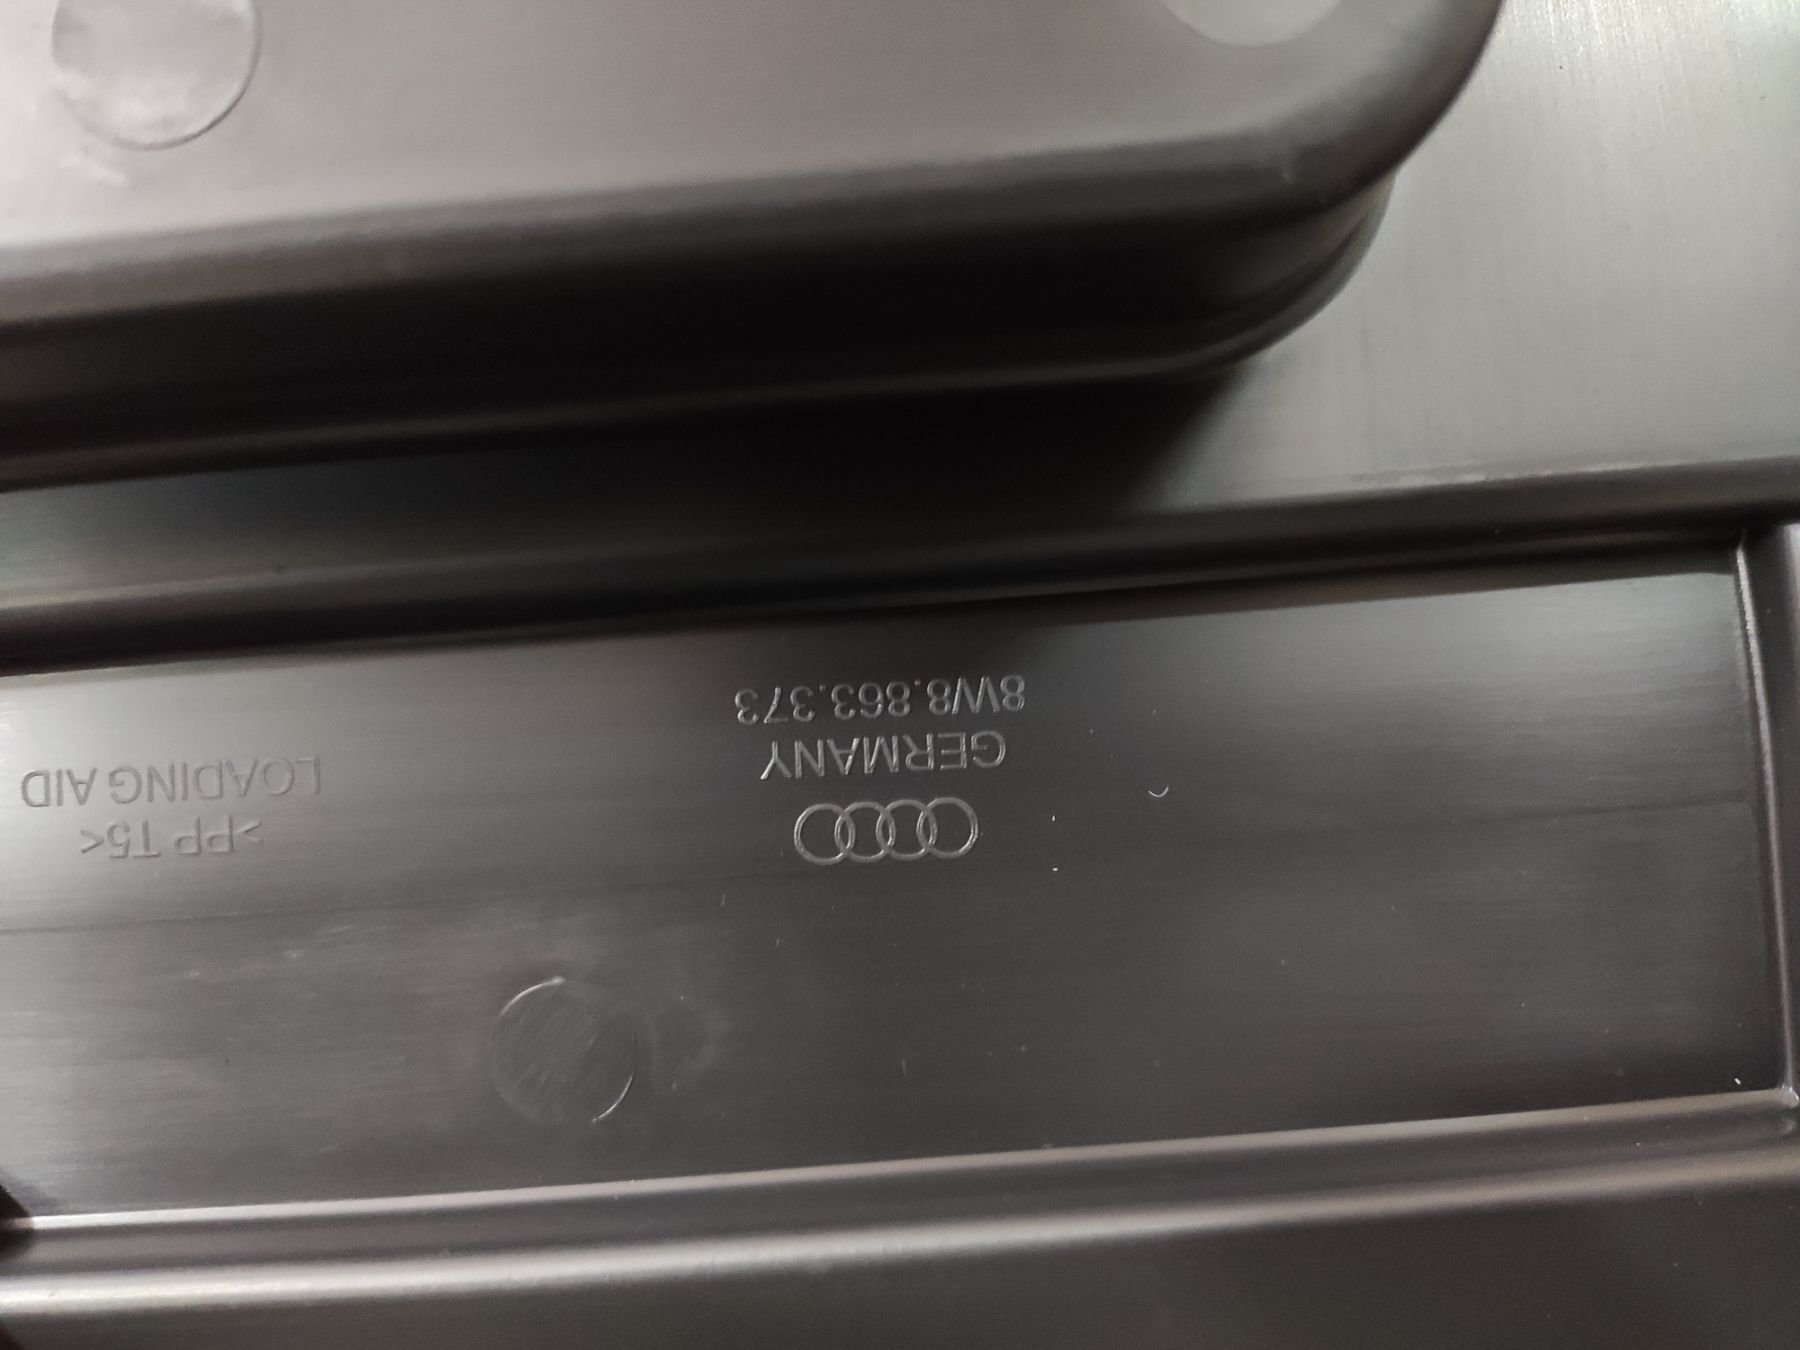 >PP T5<
LOADING AID
GERMANY
8W8.863.373